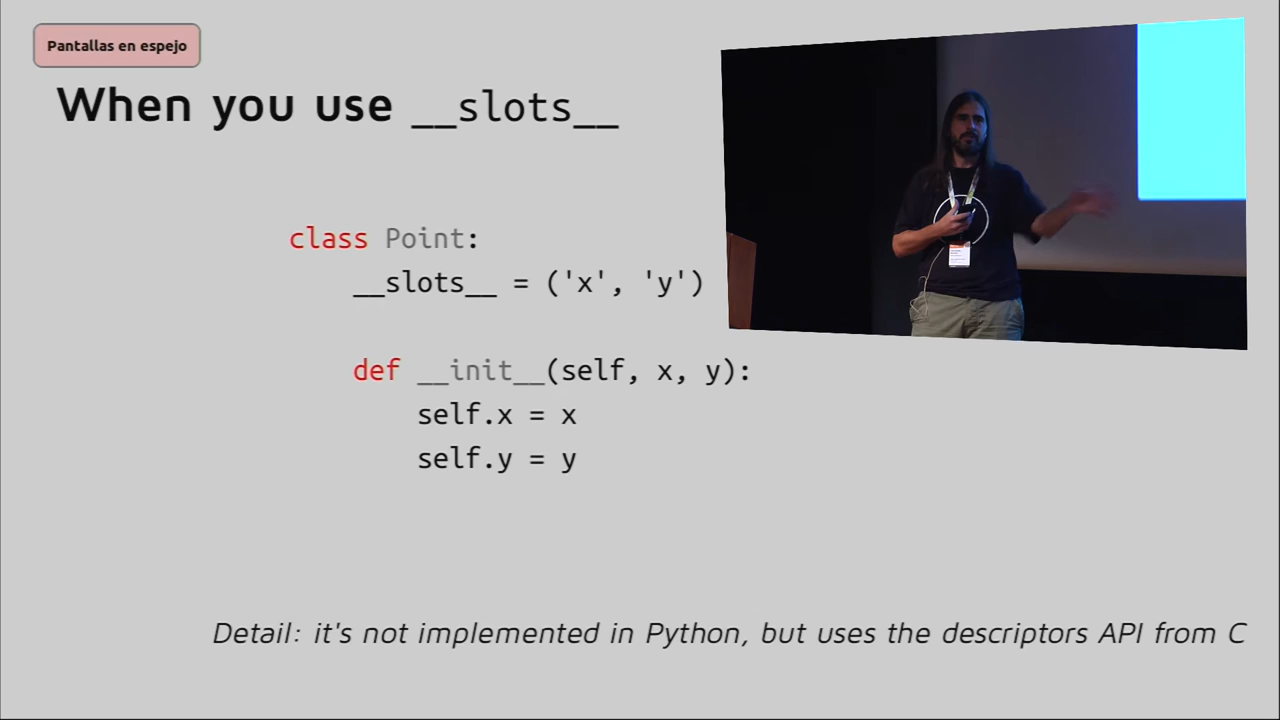 Pantallas en espejo
When you use __slots__
class Point:
__slots__ = ('x', 'y')
def __init__(self, x, y):
self.x = x
self.y = y
Detail: it's not implemented in Python, but uses the descriptors API from C